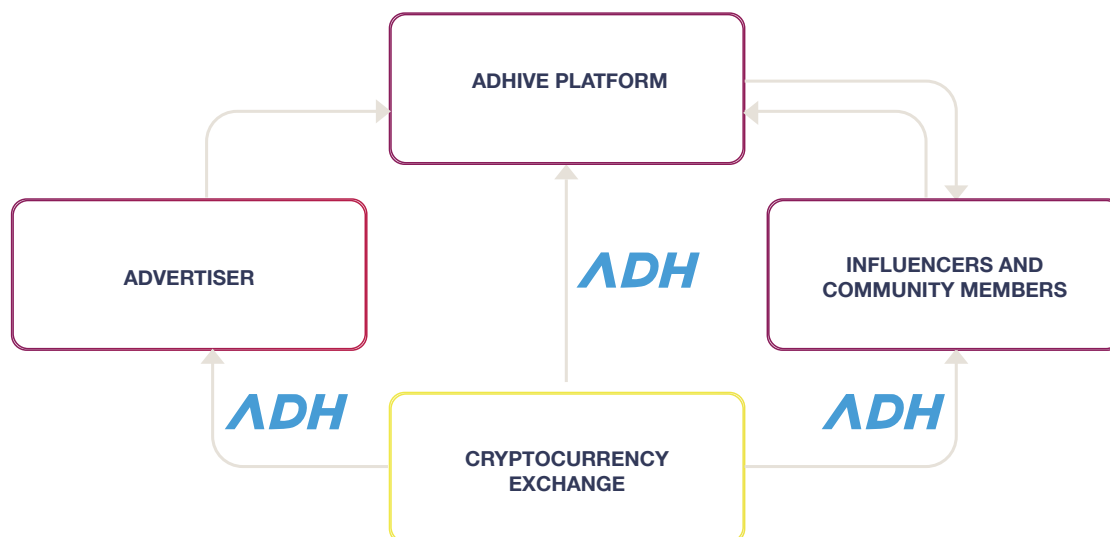 ADHIVE PLATFORM
ADVERTISER
ADH
INFLUENCERS AND
COMMUNITY MEMBERS
ADH
ADH
CRYPTOCURRENCY
EXCHANGE